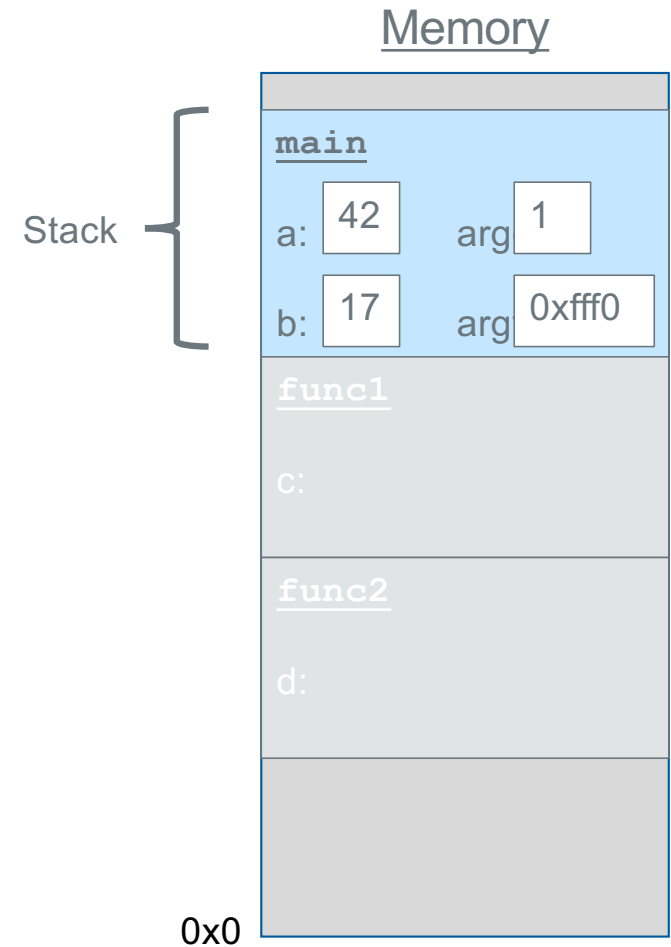 Memory
main
Stack
a: 42 arg 1
b: 17 arg 0xfff0
func1
c:
func2
d:
0x0